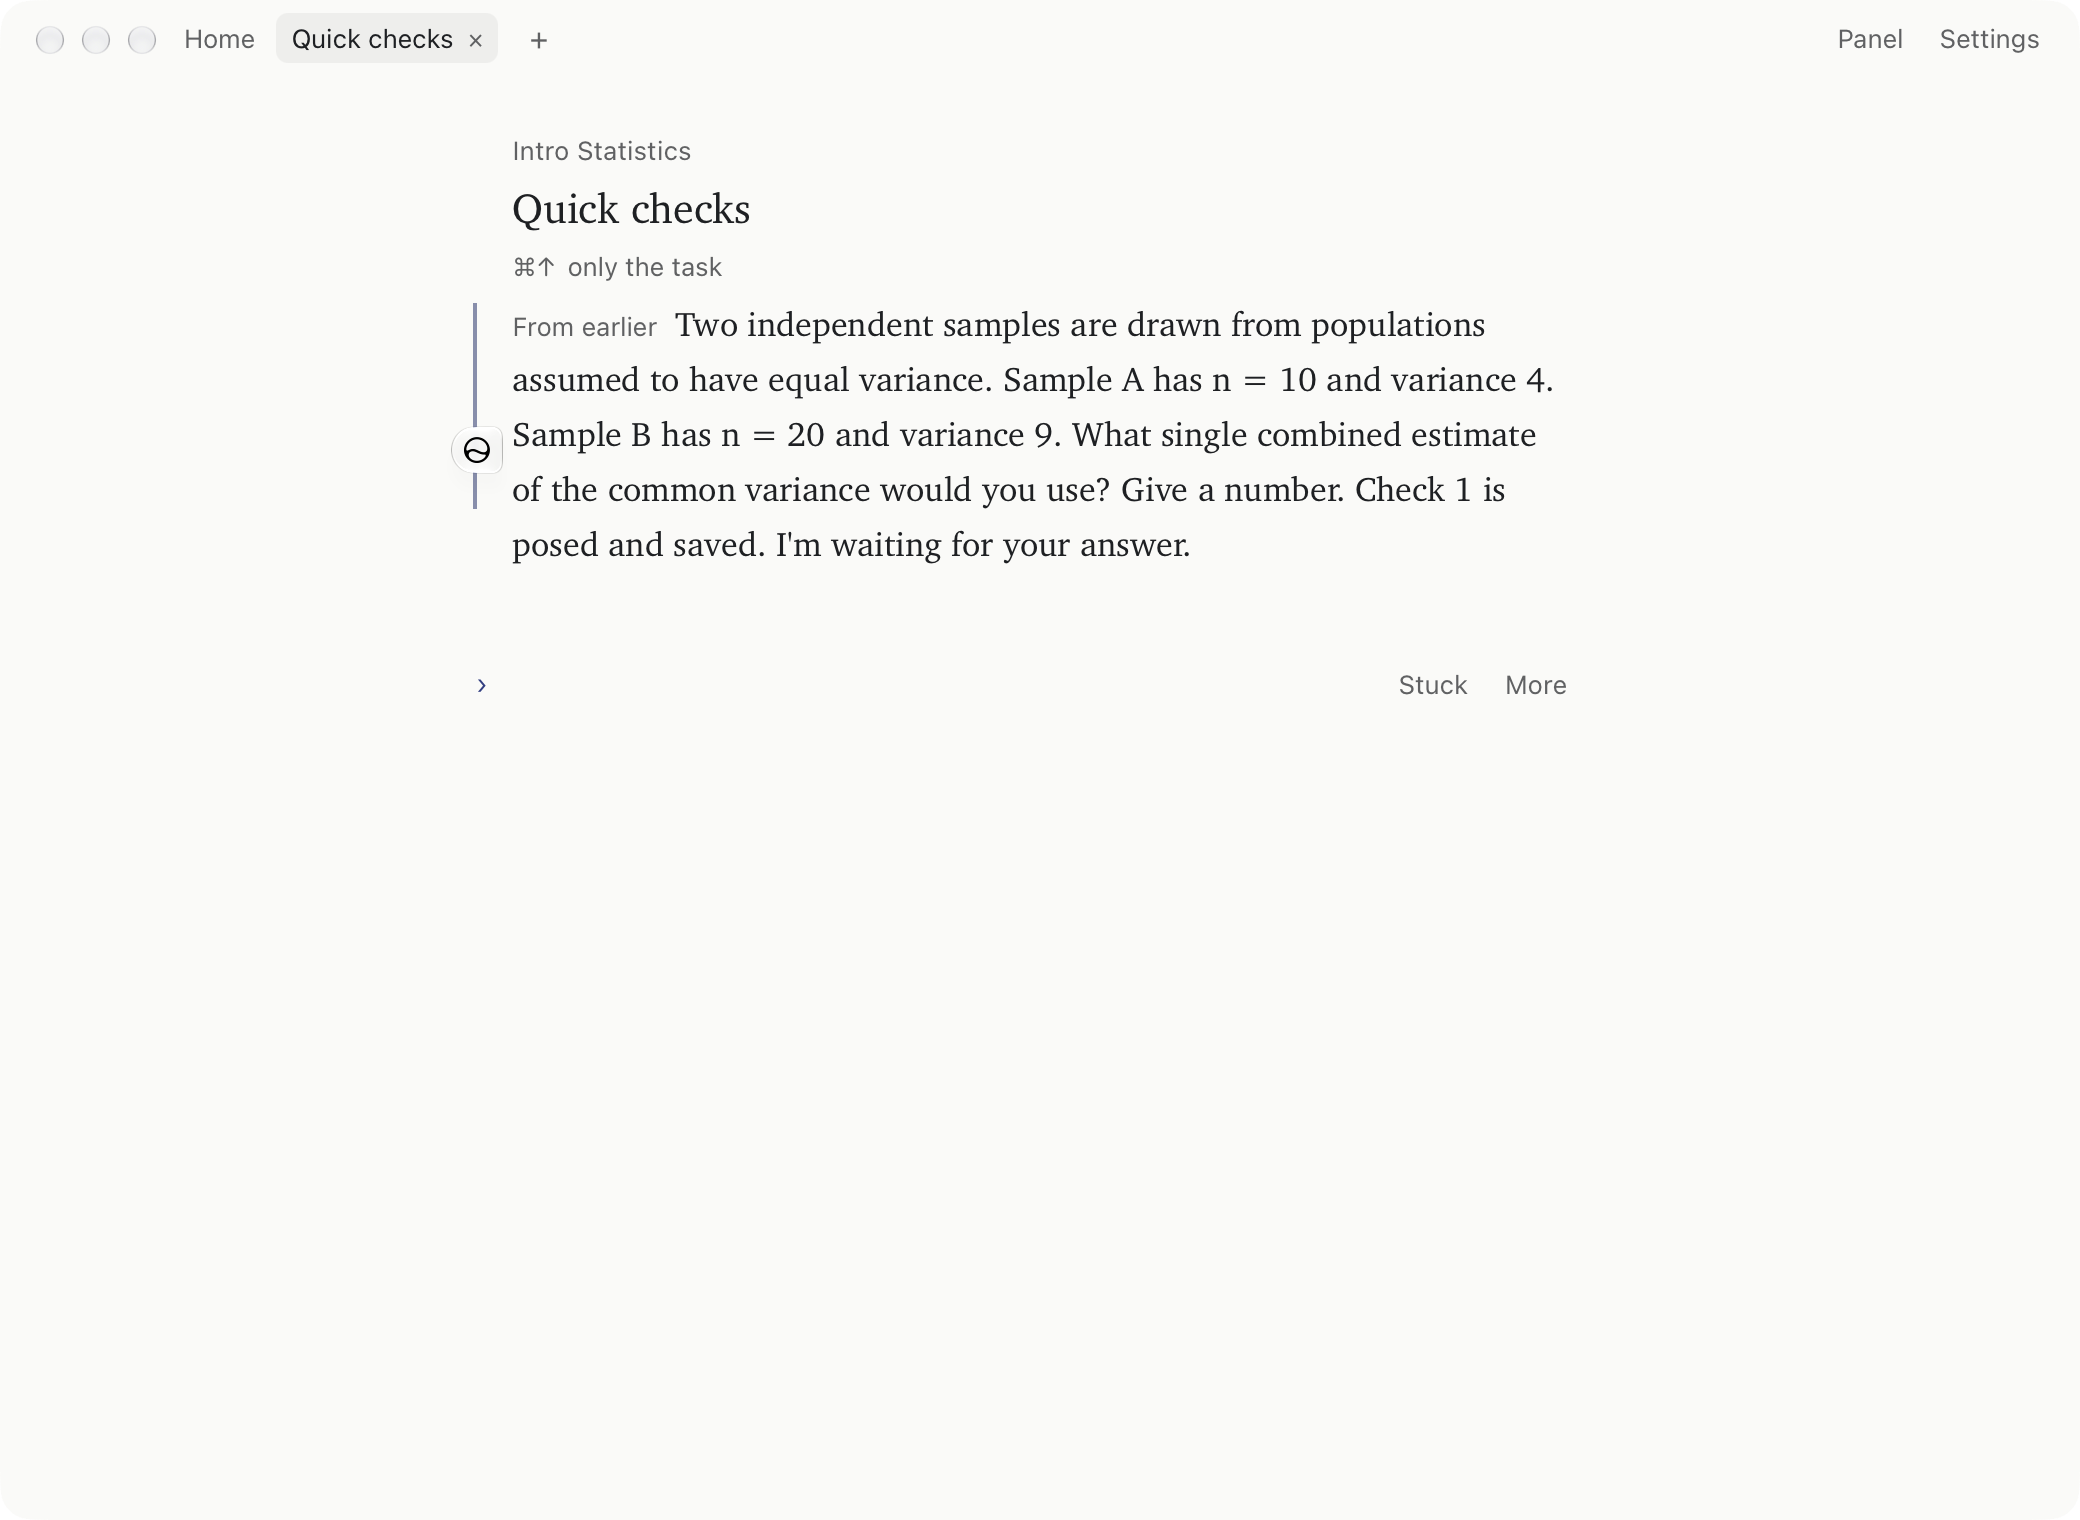 Home Quick checks × + Panel Settings
Intro Statistics
Quick checks
⌘↑ only the task
From earlier Two independent samples are drawn from populations
assumed to have equal variance. Sample A has n = 10 and variance 4.
Sample B has n = 20 and variance 9. What single combined estimate
of the common variance would you use? Give a number. Check 1 is
posed and saved. I'm waiting for your answer.
› Stuck More